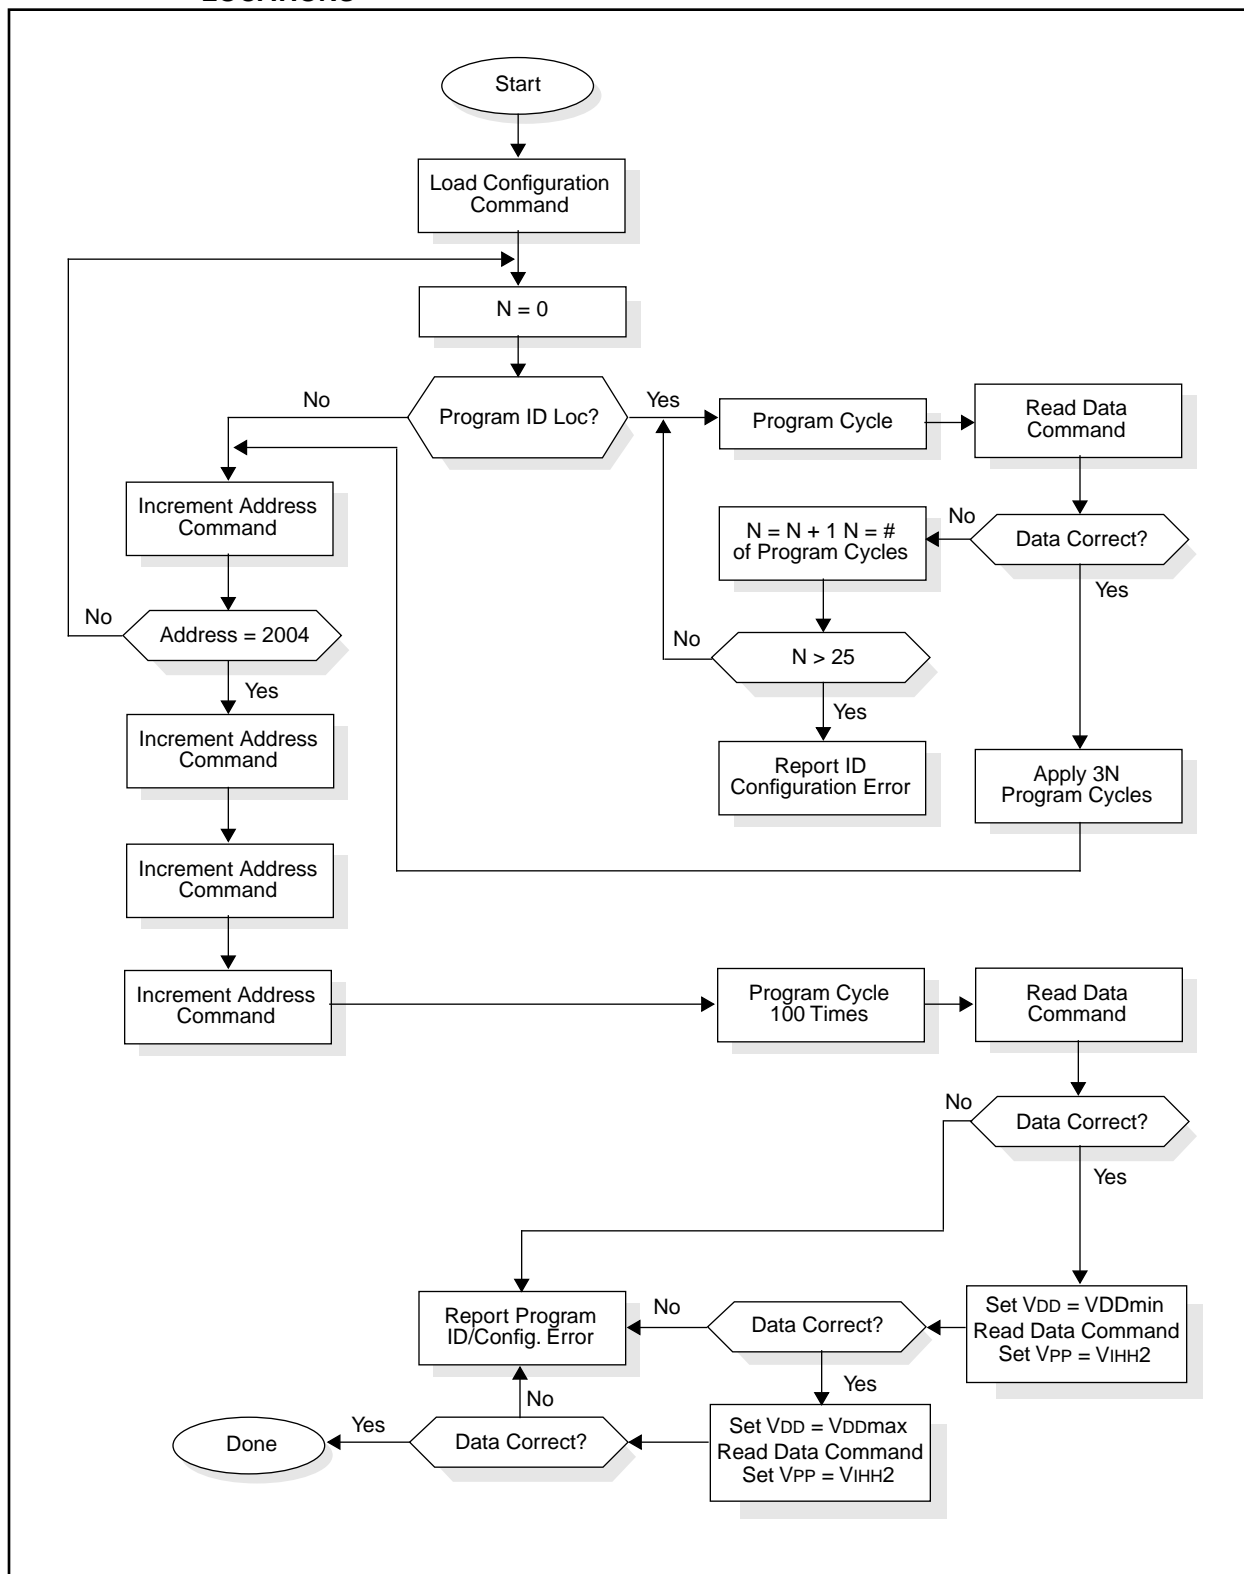 Start
Load Configuration
Command
N = 0
Program ID Loc?
No
Yes
Program Cycle
Read Data
Command
Increment Address
Command
N = N + 1 N = #
of Program Cycles
No
Data Correct?
Yes
No
Address = 2004
Yes
No
N > 25
Yes
Increment Address
Command
Report ID
Configuration Error
Apply 3N
Program Cycles
Increment Address
Command
Increment Address
Command
Program Cycle
100 Times
Read Data
Command
No
Data Correct?
Yes
Report Program
ID/Config. Error
No
Data Correct?
Set VDD = VDDmin
Read Data Command
Set VPP = VIHH2
Yes
No
Done
Yes
Data Correct?
Set VDD = VDDmax
Read Data Command
Set VPP = VIHH2